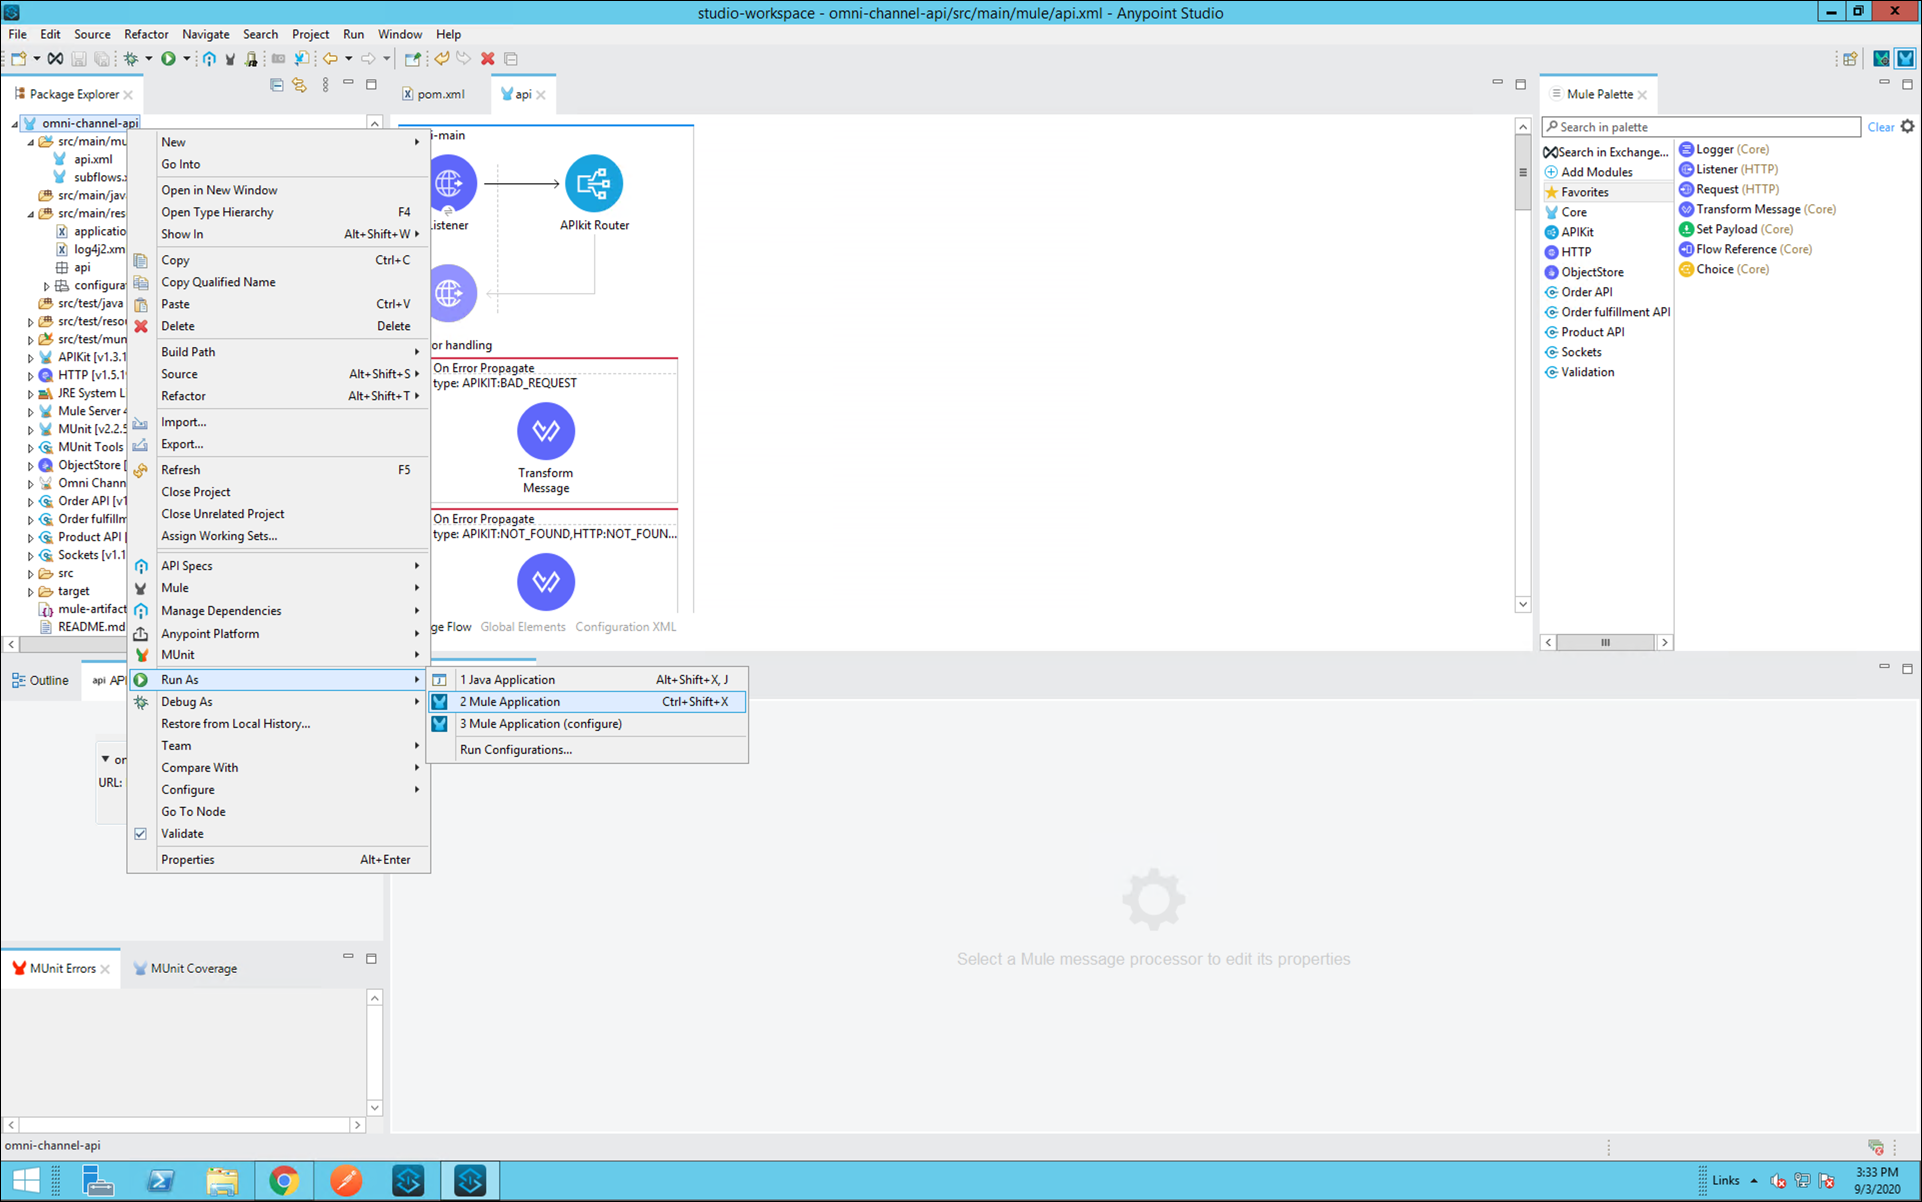 studio-workspace - omni-channel-api/src/main/mule/api.xml - Anypoint Studio
File Edit Source Refactor Navigate Search Project Run Window Help
Package Explorer
pom.xml
api
Mule Palette
omni-channel-api
src/main/mu
api.xml
subflows.x
src/main/java
src/main/res
application
log4j2.xm
api
configurat
src/test/java
src/test/resou
src/test/mun
APIKit [v1.3.1
HTTP [v1.5.1
JRE System L
Mule Server 4
MUnit [v2.2.5
MUnit Tools
ObjectStore [
Omni Chann
Order API [v1
Order fulfillm
Product API [
Sockets [v1.1
src
target
mule-artifact
README.md
New
Go Into
Open in New Window
Open Type Hierarchy F4
Show In Alt+Shift+W
Copy Ctrl+C
Copy Qualified Name
Paste Ctrl+V
Delete Delete
Build Path
Source Alt+Shift+S
Refactor Alt+Shift+T
Import...
Export...
Refresh F5
Close Project
Close Unrelated Project
Assign Working Sets...
API Specs
Mule
Manage Dependencies
Anypoint Platform
MUnit
Run As
Debug As
Restore from Local History...
Team
Compare With
Configure
Go To Node
Validate
Properties Alt+Enter
1 Java Application Alt+Shift+X, J
2 Mule Application Ctrl+Shift+X
3 Mule Application (configure)
Run Configurations...
i-main
istener
APIkit Router
or handling
On Error Propagate
type: APIKIT:BAD_REQUEST
Transform
Message
On Error Propagate
type: APIKIT:NOT_FOUND,HTTP:NOT_FOUN...
ge Flow Global Elements Configuration XML
Search in palette
Clear
Search in Exchange...
Add Modules
Favorites
Core
APIKit
HTTP
ObjectStore
Order API
Order fulfillment API
Product API
Sockets
Validation
Logger (Core)
Listener (HTTP)
Request (HTTP)
Transform Message (Core)
Set Payload (Core)
Flow Reference (Core)
Choice (Core)
Outline
api API
on
URL:
Select a Mule message processor to edit its properties
MUnit Errors
MUnit Coverage
omni-channel-api
Links
3:33 PM
9/3/2020